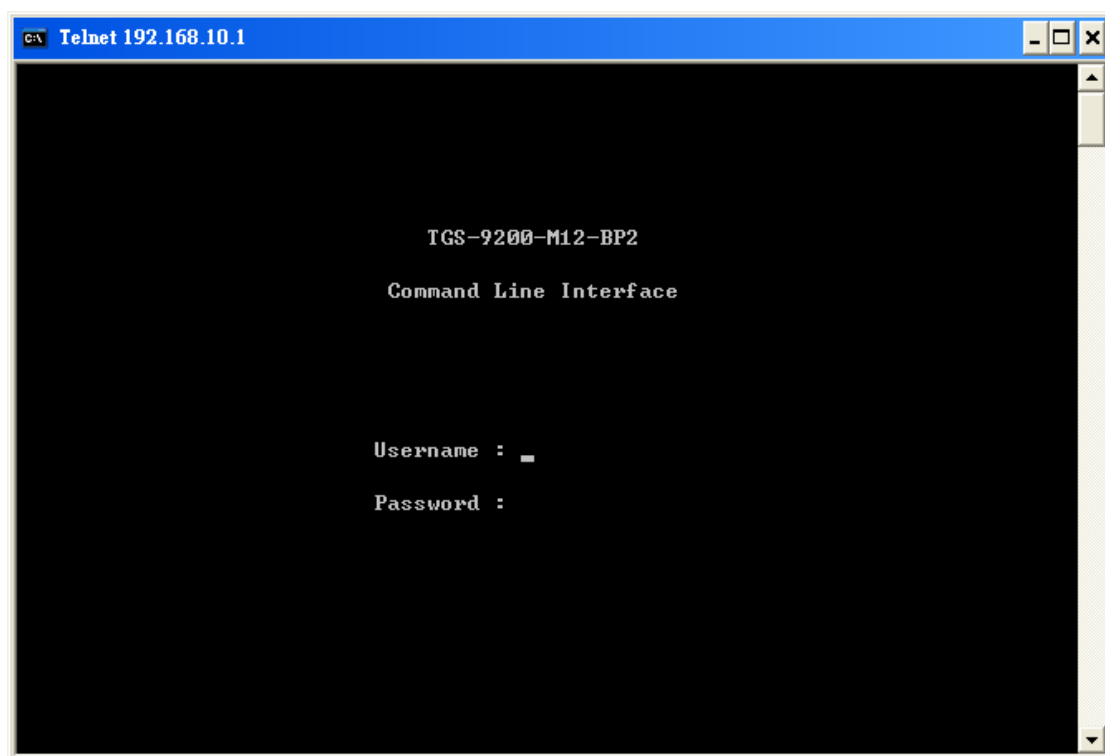 Telnet 192.168.10.1
TGS-9200-M12-BP2
Command Line Interface
Username :
Password :